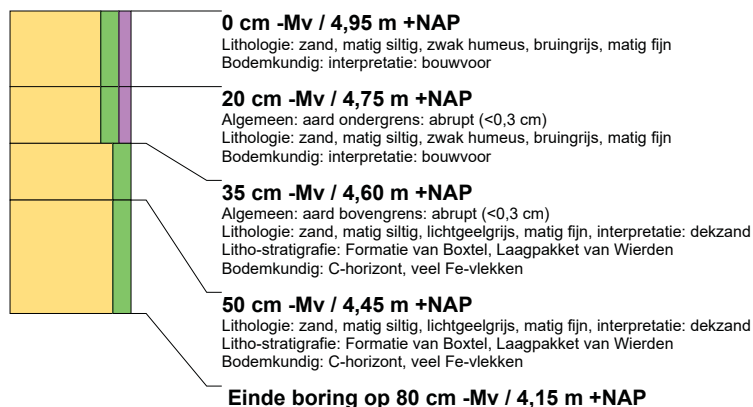 0 cm -Mv / 4,95 m +NAP
Lithologie: zand, matig siltig, zwak humeus, bruingrijs, matig fijn
Bodemkundig: interpretatie: bouwvoor
20 cm -Mv / 4,75 m +NAP
Algemeen: aard ondergrens: abrupt (<0,3 cm)
Lithologie: zand, matig siltig, zwak humeus, bruingrijs, matig fijn
Bodemkundig: interpretatie: bouwvoor
35 cm -Mv / 4,60 m +NAP
Algemeen: aard bovengrens: abrupt (<0,3 cm)
Lithologie: zand, matig siltig, lichtgeelgrijs, matig fijn, interpretatie: dekzand
Litho-stratigrafie: Formatie van Boxtel, Laagpakket van Wierden
Bodemkundig: C-horizont, veel Fe-vlekken
50 cm -Mv / 4,45 m +NAP
Lithologie: zand, matig siltig, lichtgeelgrijs, matig fijn, interpretatie: dekzand
Litho-stratigrafie: Formatie van Boxtel, Laagpakket van Wierden
Bodemkundig: C-horizont, veel Fe-vlekken
Einde boring op 80 cm -Mv / 4,15 m +NAP